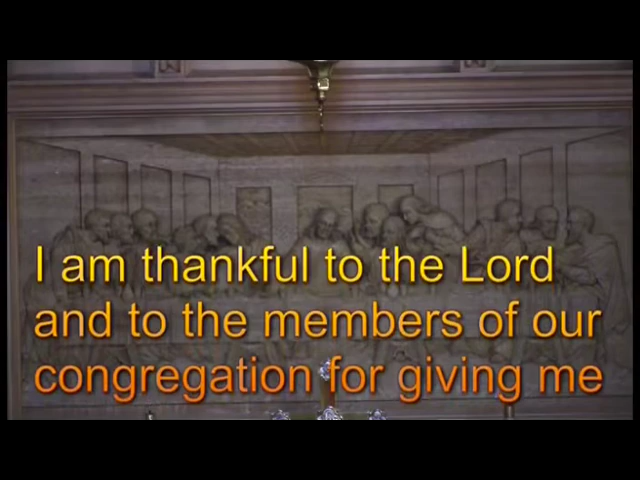 I am thankful to the Lord
and to the members of our
congregation for giving me